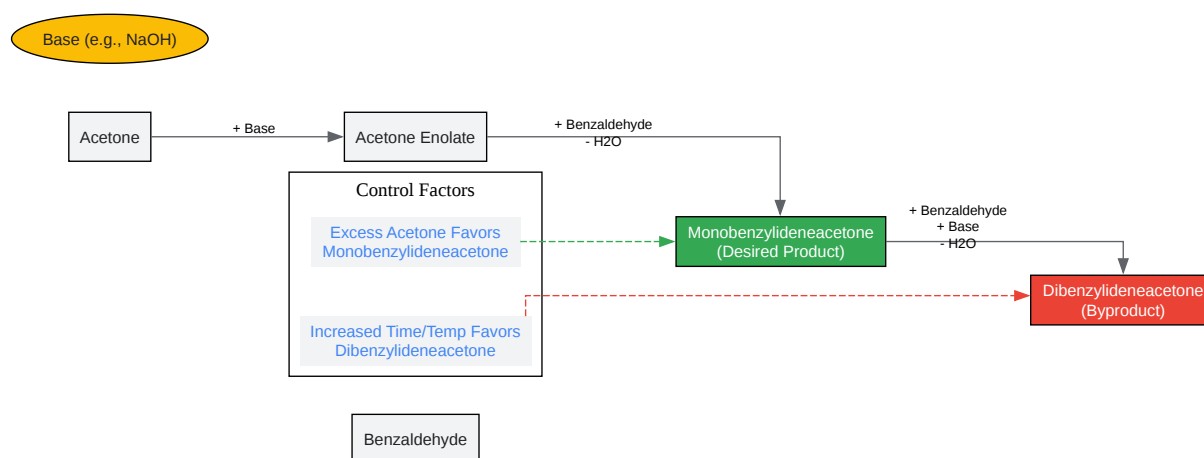 Base (e.g., NaOH)
Acetone
+ Base
Acetone Enolate
+ Benzaldehyde
- H2O
Control Factors
Excess Acetone Favors
Monobenzylideneacetone
Monobenzylideneacetone
(Desired Product)
+ Benzaldehyde
+ Base
- H2O
Dibenzylideneacetone
(Byproduct)
Increased Time/Temp Favors
Dibenzylideneacetone
Benzaldehyde